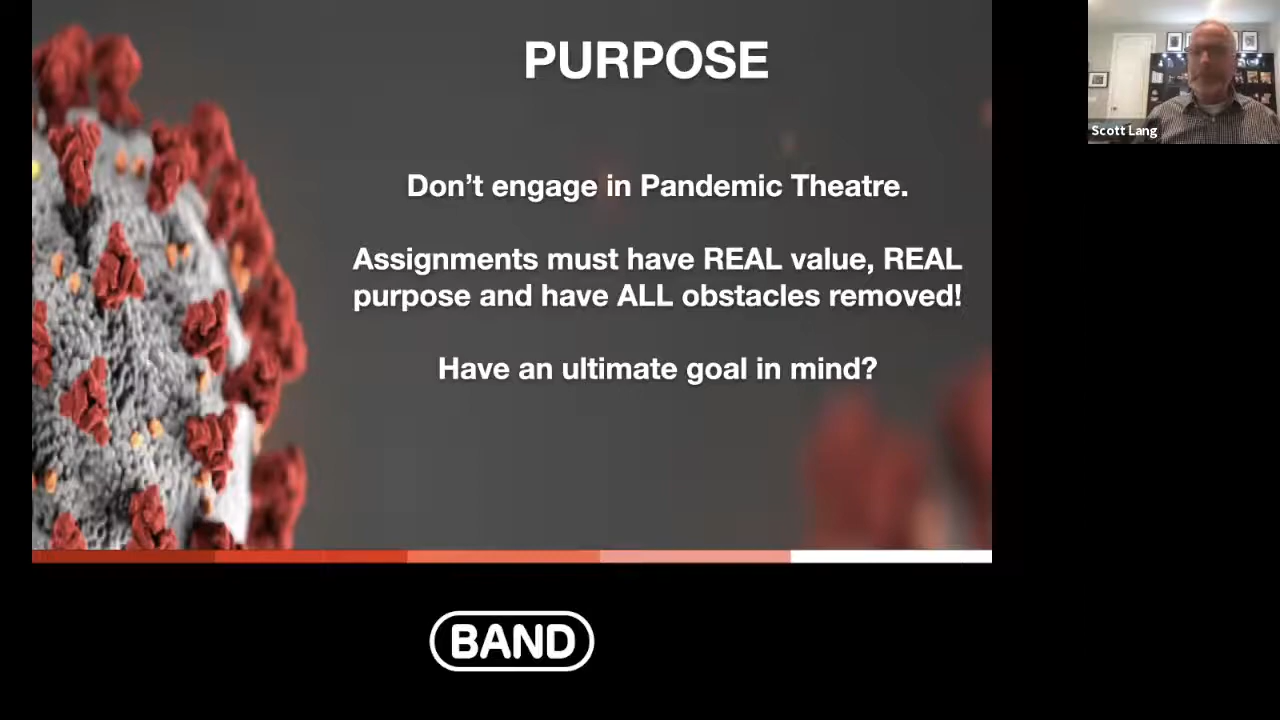 PURPOSE
Don’t engage in Pandemic Theatre.
Assignments must have REAL value, REAL
purpose and have ALL obstacles removed!
Have an ultimate goal in mind?
Scott Lang
BAND